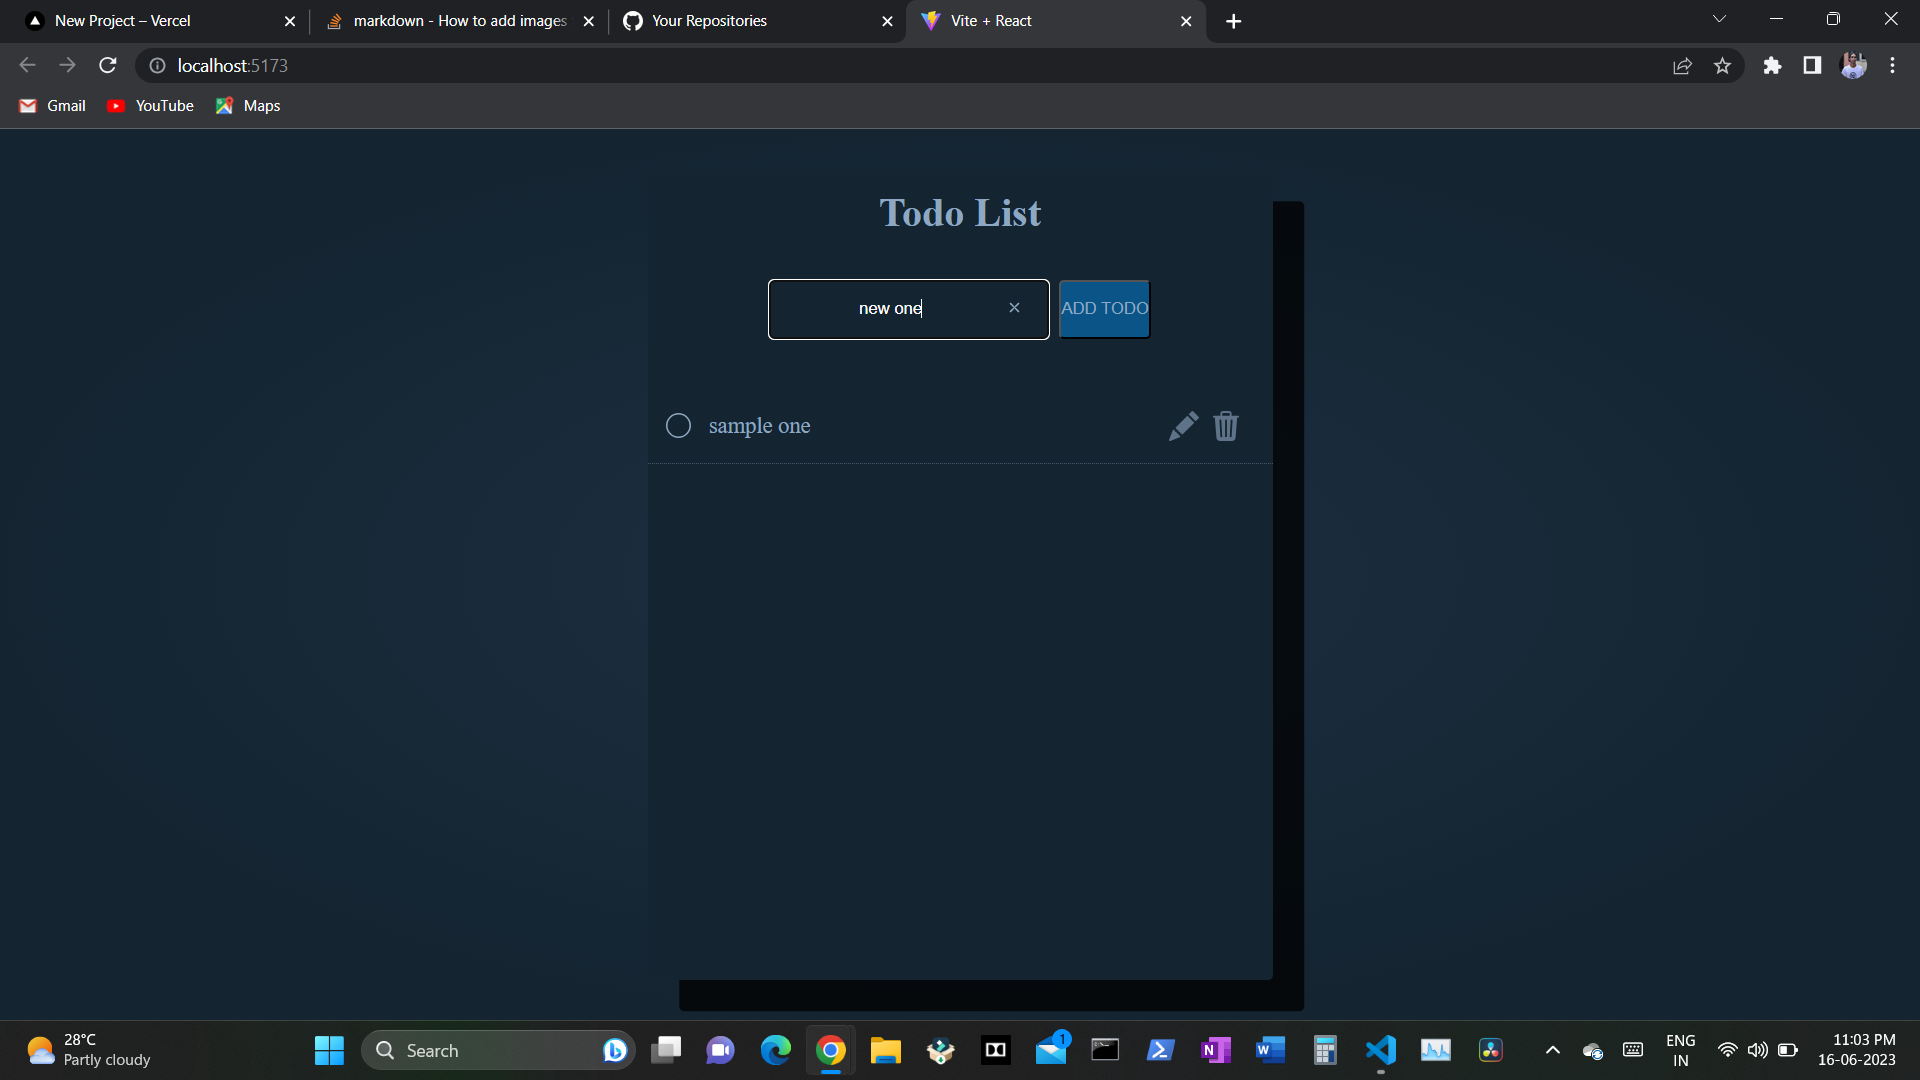 New Project – Vercel
markdown - How to add images
Your Repositories
Vite + React
localhost:5173
Gmail
YouTube
Maps
Todo List
new one
ADD TODO
sample one
28°C
Partly cloudy
Search
1
ENG
IN
11:03 PM
16-06-2023